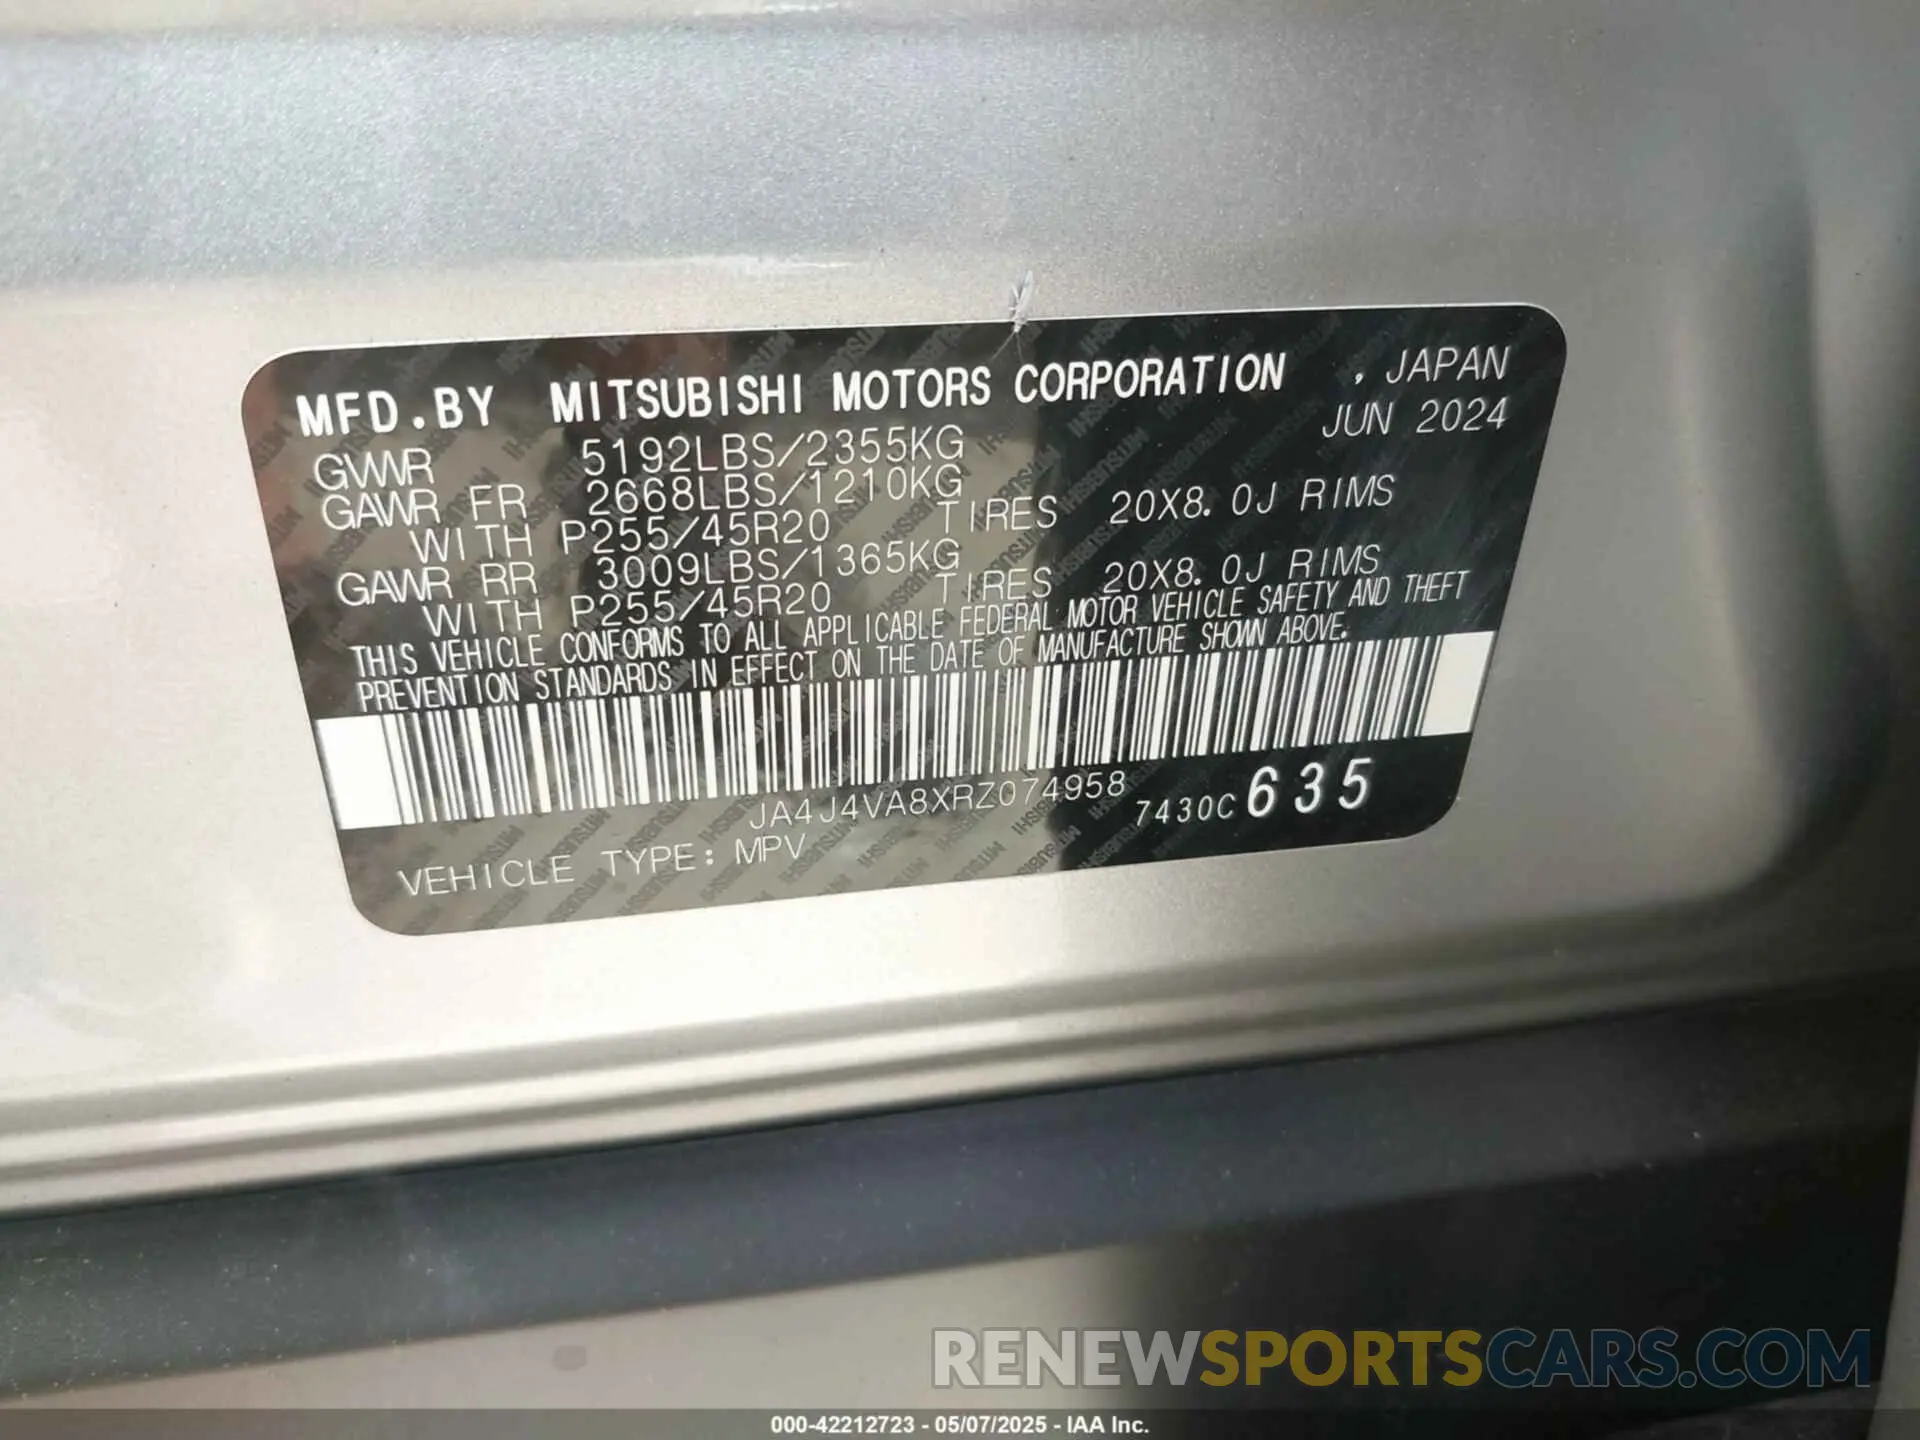 MFD.BY MITSUBISHI MOTORS CORPORATION , JAPAN
JUN 2024
GVWR 5192LBS/2355KG
GAWR FR 2668LBS/1210KG
WITH P255/45R20 TIRES 20X8.0J RIMS
GAWR RR 3009LBS/1365KG
WITH P255/45R20 TIRES 20X8.0J RIMS
THIS VEHICLE CONFORMS TO ALL APPLICABLE FEDERAL MOTOR VEHICLE SAFETY AND THEFT
PREVENTION STANDARDS IN EFFECT ON THE DATE OF MANUFACTURE SHOWN ABOVE.
JA4J4VA8XRZ074958 7430C 635
VEHICLE TYPE: MPV
RENEWSPORTSCARS.COM
000-42212723 - 05/07/2025 - IAA Inc.